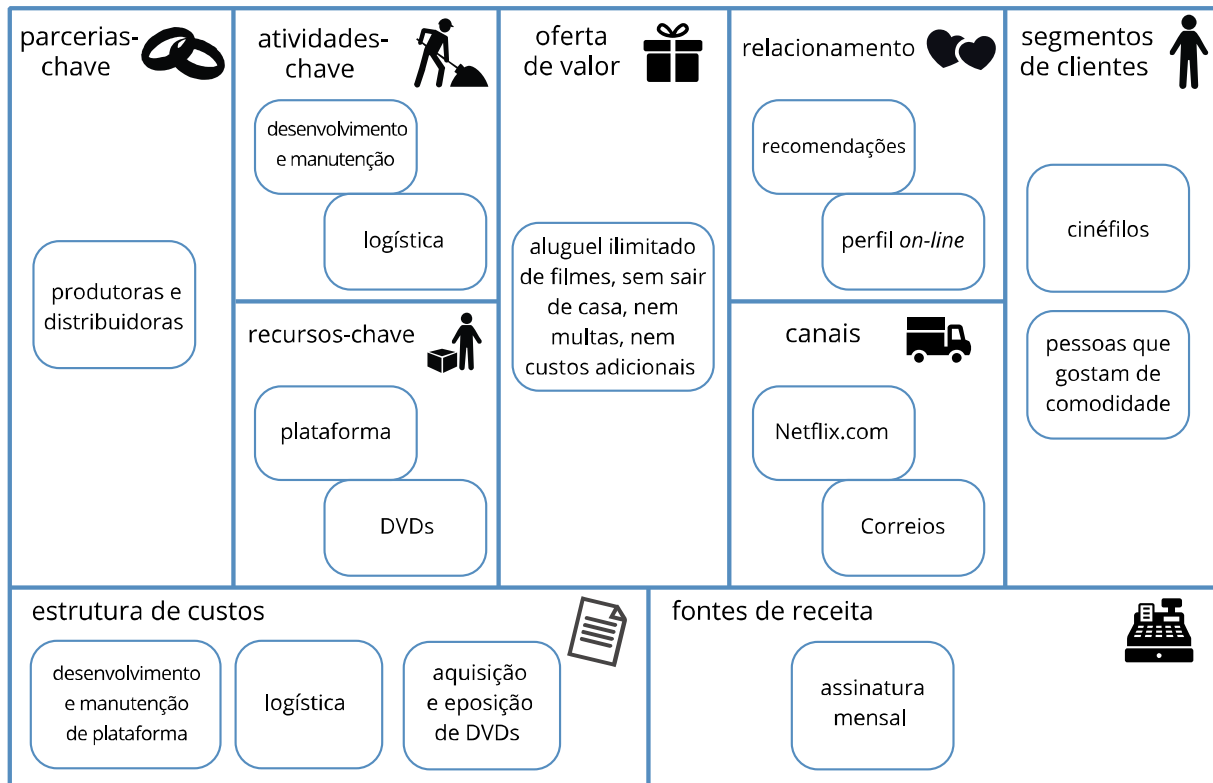 parcerias-
chave
produtoras e
distribuidoras
atividades-
chave
desenvolvimento
e manutenção
logística
recursos-chave
plataforma
DVDs
oferta
de valor
aluguel ilimitado
de filmes, sem sair
de casa, nem
multas, nem
custos adicionais
relacionamento
recomendações
perfil on-line
canais
Netflix.com
Correios
segmentos
de clientes
cinéfilos
pessoas que
gostam de
comodidade
estrutura de custos
desenvolvimento
e manutenção
de plataforma
logística
aquisição
e eposição
de DVDs
fontes de receita
assinatura
mensal